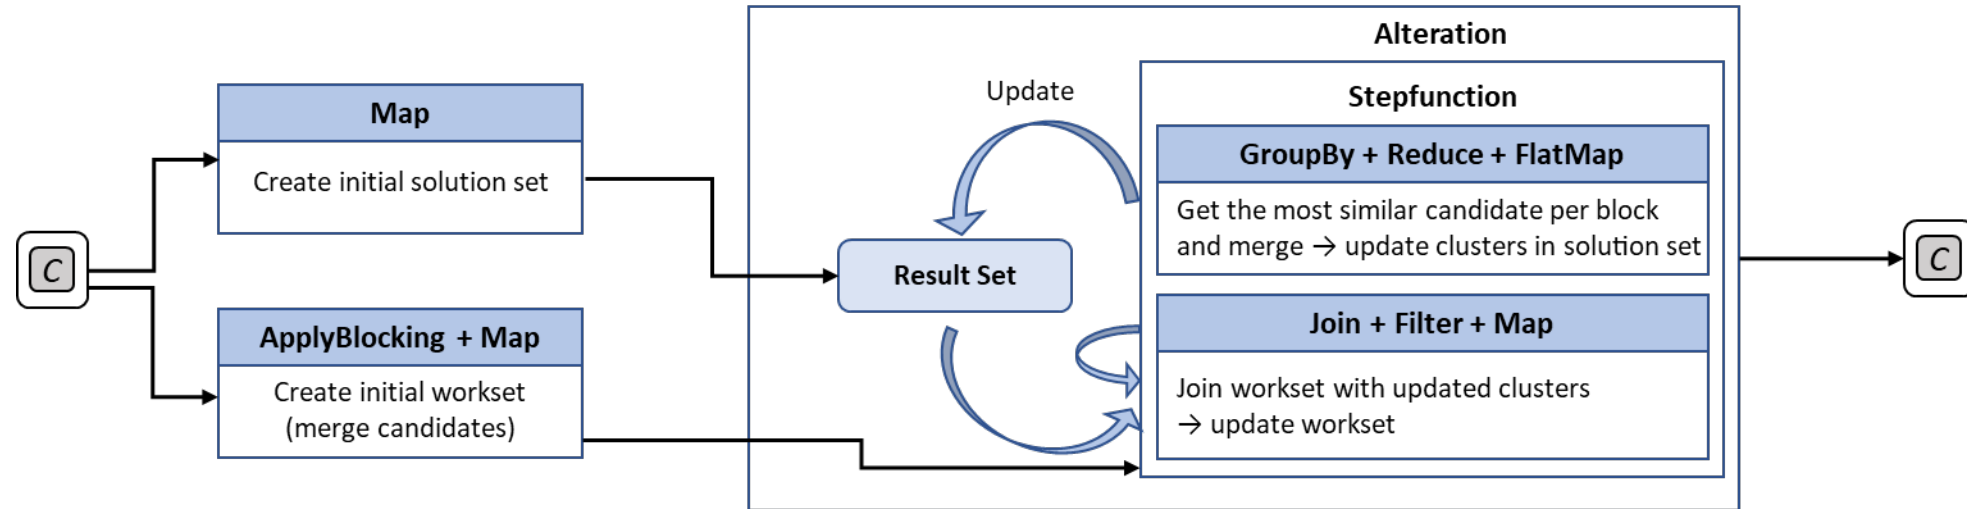 C
Map
Create initial solution set
ApplyBlocking + Map
Create initial workset
(merge candidates)
Alteration
Update
Result Set
Stepfunction
GroupBy + Reduce + FlatMap
Get the most similar candidate per block
and merge → update clusters in solution set
Join + Filter + Map
Join workset with updated clusters
→ update workset
C